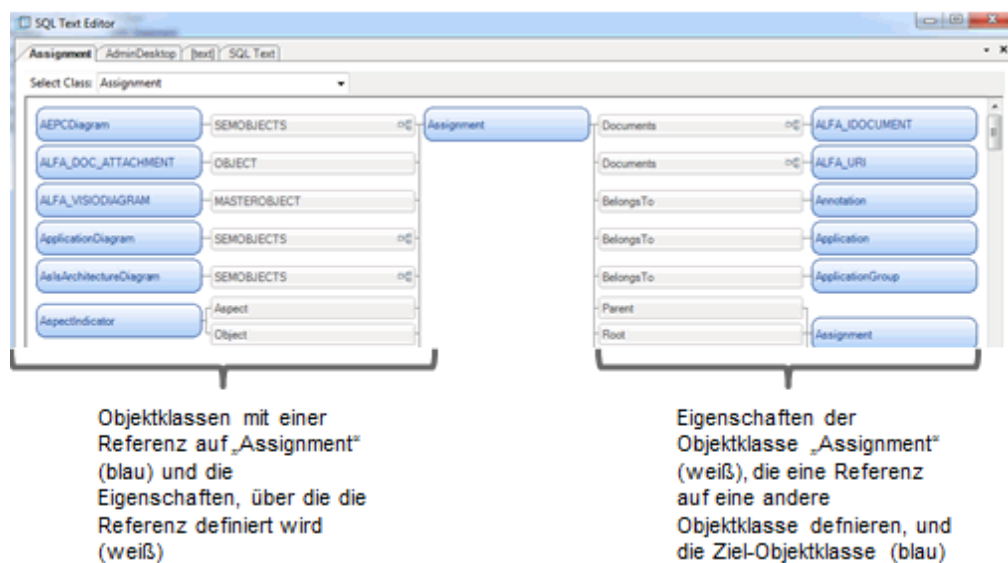 SQL Text Editor
Assignment AdminDesktop [text] SQL Text
Select Class: Assignment
AEPCDiagram SEMOBJECTS Assignment Documents ALFA_IDOCUMENT
ALFA_DOC_ATTACHMENT OBJECT Documents ALFA_URI
ALFA_VISIODIAGRAM MASTEROBJECT BelongsTo Annotation
ApplicationDiagram SEMOBJECTS BelongsTo Application
AsIsArchitectureDiagram SEMOBJECTS BelongsTo ApplicationGroup
AspectIndicator Aspect Parent
Object Root Assignment
Objektklassen mit einer
Referenz auf „Assignment“
(blau) und die
Eigenschaften, über die die
Referenz definiert wird
(weiß)
Eigenschaften der
Objektklasse „Assignment“
(weiß), die eine Referenz
auf eine andere
Objektklasse defnieren, und
die Ziel-Objektklasse (blau)